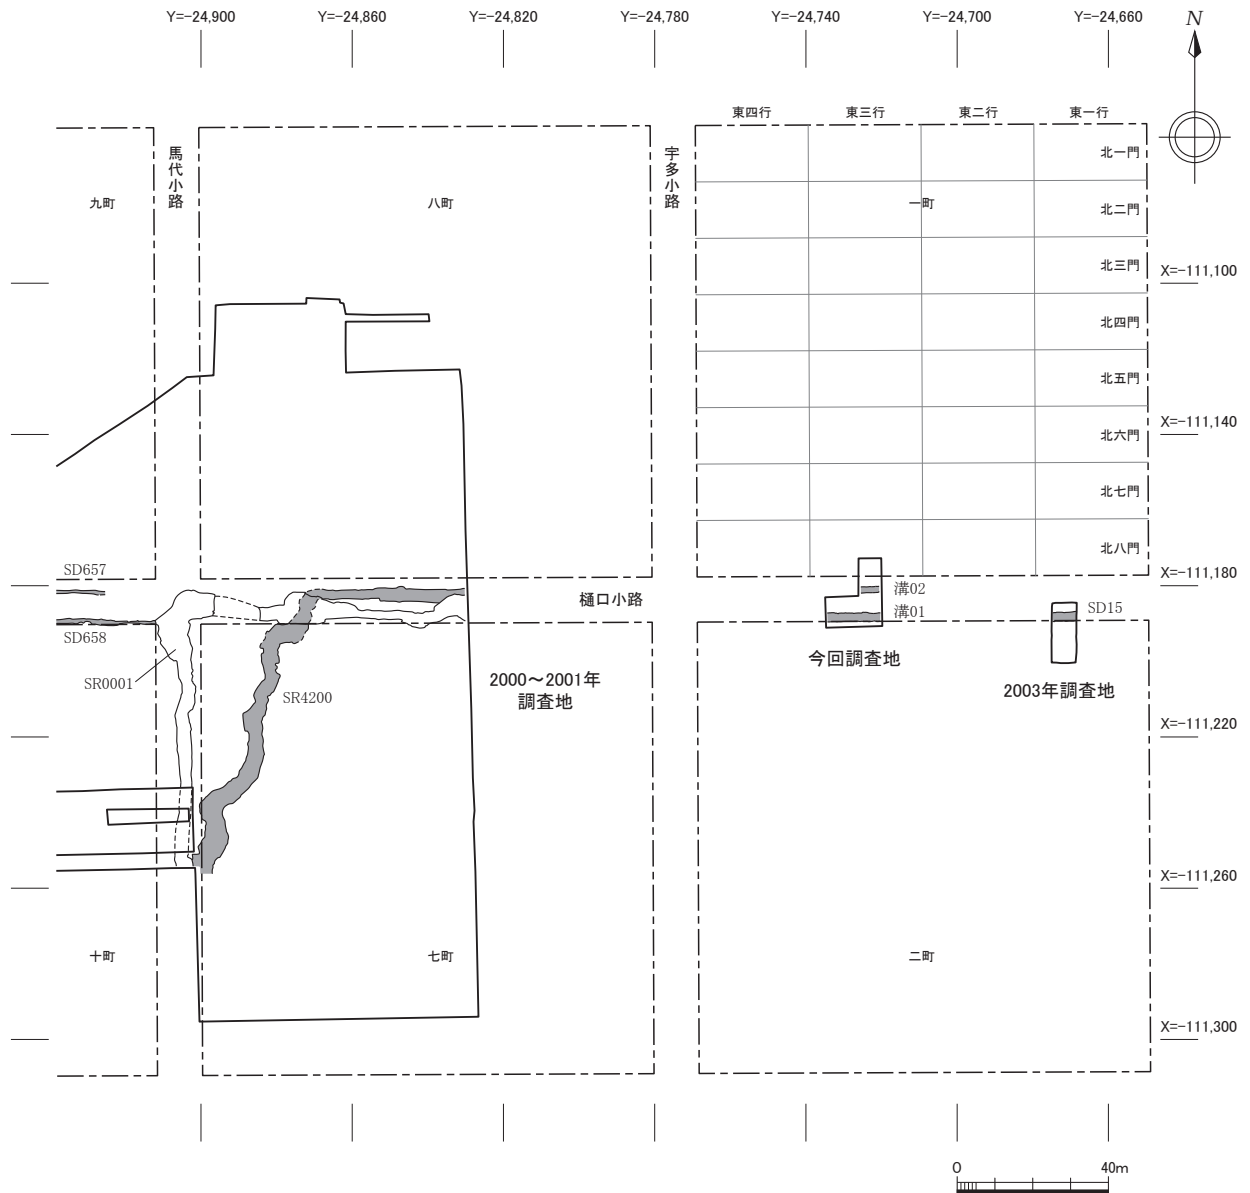 Y=-24,900 Y=-24,860 Y=-24,820 Y=-24,780 Y=-24,740 Y=-24,700 Y=-24,660
N
東四行 東三行 東二行 東一行
馬代小路
宇多小路
北一門
九町 八町 一町
北二門
北三門
X=-111,100
北四門
北五門
X=-111,140
北六門
北七門
北八門
SD657
X=-111,180
溝02
樋口小路
溝01
SD15
SD658
今回調査地
SR0001
2000～2001年
調査地
2003年調査地
SR4200
X=-111,220
X=-111,260
十町 七町 二町
X=-111,300
0 40m